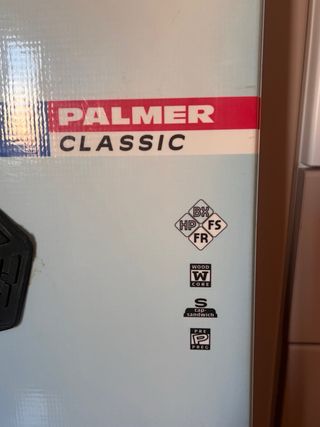 PALMER
CLASSIC
BX
HP FS
FR
WOOD
W
CORE
S
cap-
sandwich
PRE
P
PREG